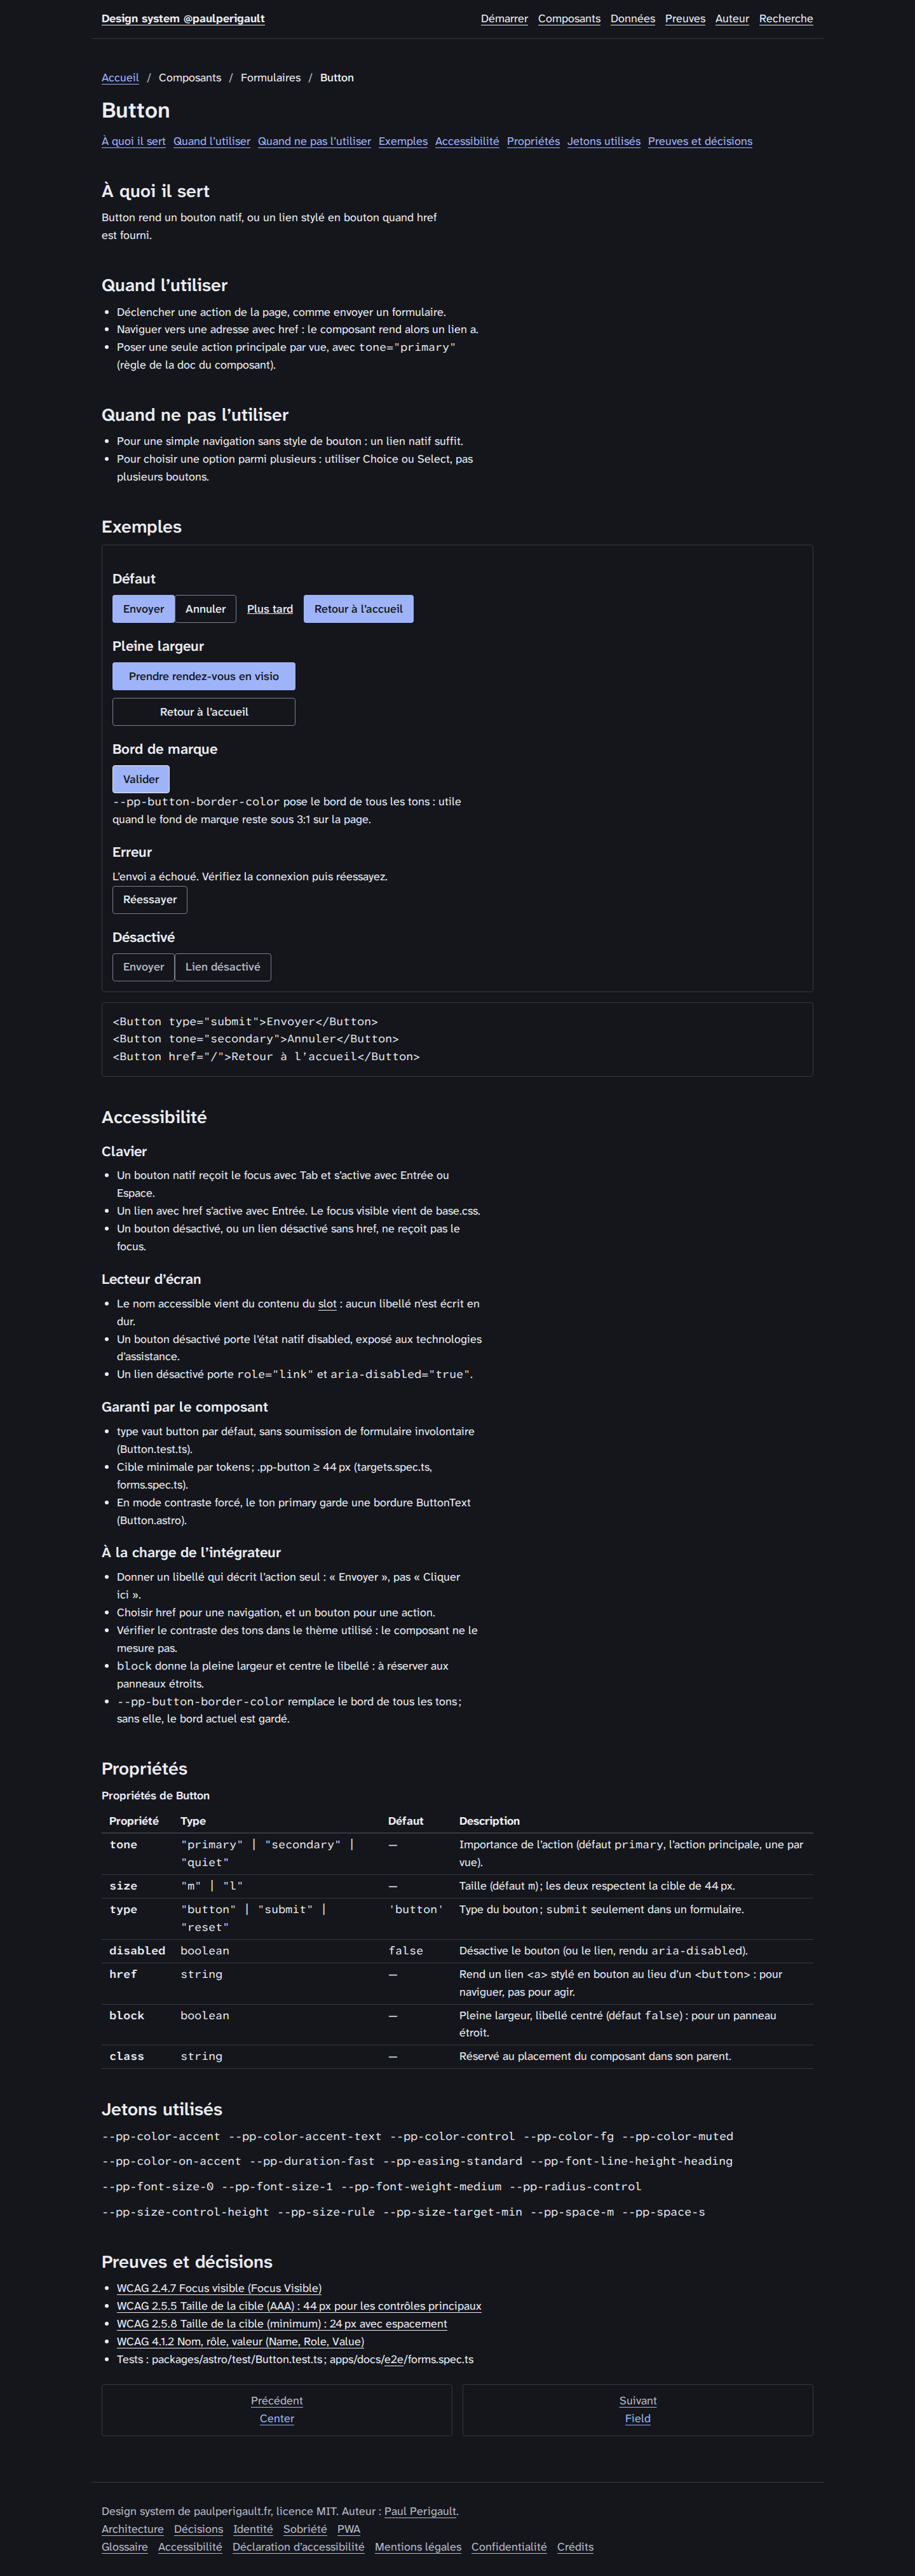 Design system @paulperigault
Démarrer Composants Données Preuves Auteur Recherche
Accueil / Composants / Formulaires / Button
Button
À quoi il sert Quand l’utiliser Quand ne pas l’utiliser Exemples Accessibilité Propriétés Jetons utilisés Preuves et décisions
À quoi il sert
Button rend un bouton natif, ou un lien stylé en bouton quand href
est fourni.
Quand l’utiliser
• Déclencher une action de la page, comme envoyer un formulaire.
• Naviguer vers une adresse avec href : le composant rend alors un lien a.
• Poser une seule action principale par vue, avec tone="primary"
(règle de la doc du composant).
Quand ne pas l’utiliser
• Pour une simple navigation sans style de bouton : un lien natif suffit.
• Pour choisir une option parmi plusieurs : utiliser Choice ou Select, pas
plusieurs boutons.
Exemples
Défaut
Envoyer Annuler Plus tard Retour à l’accueil
Pleine largeur
Prendre rendez-vous en visio
Retour à l’accueil
Bord de marque
Valider
--pp-button-border-color pose le bord de tous les tons : utile
quand le fond de marque reste sous 3:1 sur la page.
Erreur
L’envoi a échoué. Vérifiez la connexion puis réessayez.
Réessayer
Désactivé
Envoyer Lien désactivé
<Button type="submit">Envoyer</Button>
<Button tone="secondary">Annuler</Button>
<Button href="/">Retour à l’accueil</Button>
Accessibilité
Clavier
• Un bouton natif reçoit le focus avec Tab et s’active avec Entrée ou
Espace.
• Un lien avec href s’active avec Entrée. Le focus visible vient de base.css.
• Un bouton désactivé, ou un lien désactivé sans href, ne reçoit pas le
focus.
Lecteur d’écran
• Le nom accessible vient du contenu du slot : aucun libellé n’est écrit en
dur.
• Un bouton désactivé porte l’état natif disabled, exposé aux technologies
d’assistance.
• Un lien désactivé porte role="link" et aria-disabled="true".
Garanti par le composant
• type vaut button par défaut, sans soumission de formulaire involontaire
(Button.test.ts).
• Cible minimale par tokens ; .pp-button ≥ 44 px (targets.spec.ts,
forms.spec.ts).
• En mode contraste forcé, le ton primary garde une bordure ButtonText
(Button.astro).
À la charge de l’intégrateur
• Donner un libellé qui décrit l’action seul : « Envoyer », pas « Cliquer
ici ».
• Choisir href pour une navigation, et un bouton pour une action.
• Vérifier le contraste des tons dans le thème utilisé : le composant ne le
mesure pas.
• block donne la pleine largeur et centre le libellé : à réserver aux
panneaux étroits.
• --pp-button-border-color remplace le bord de tous les tons ;
sans elle, le bord actuel est gardé.
Propriétés
Propriétés de Button
Propriété Type Défaut Description
tone "primary" | "secondary" | — Importance de l’action (défaut primary, l’action principale, une par
"quiet" vue).
size "m" | "l" — Taille (défaut m) ; les deux respectent la cible de 44 px.
type "button" | "submit" | 'button' Type du bouton ; submit seulement dans un formulaire.
"reset"
disabled boolean false Désactive le bouton (ou le lien, rendu aria-disabled).
href string — Rend un lien <a> stylé en bouton au lieu d’un <button> : pour
naviguer, pas pour agir.
block boolean — Pleine largeur, libellé centré (défaut false) : pour un panneau
étroit.
class string — Réservé au placement du composant dans son parent.
Jetons utilisés
--pp-color-accent --pp-color-accent-text --pp-color-control --pp-color-fg --pp-color-muted
--pp-color-on-accent --pp-duration-fast --pp-easing-standard --pp-font-line-height-heading
--pp-font-size-0 --pp-font-size-1 --pp-font-weight-medium --pp-radius-control
--pp-size-control-height --pp-size-rule --pp-size-target-min --pp-space-m --pp-space-s
Preuves et décisions
• WCAG 2.4.7 Focus visible (Focus Visible)
• WCAG 2.5.5 Taille de la cible (AAA) : 44 px pour les contrôles principaux
• WCAG 2.5.8 Taille de la cible (minimum) : 24 px avec espacement
• WCAG 4.1.2 Nom, rôle, valeur (Name, Role, Value)
• Tests : packages/astro/test/Button.test.ts ; apps/docs/e2e/forms.spec.ts
Précédent
Center
Suivant
Field
Design system de paulperigault.fr, licence MIT. Auteur : Paul Perigault.
Architecture Décisions Identité Sobriété PWA
Glossaire Accessibilité Déclaration d’accessibilité Mentions légales Confidentialité Crédits